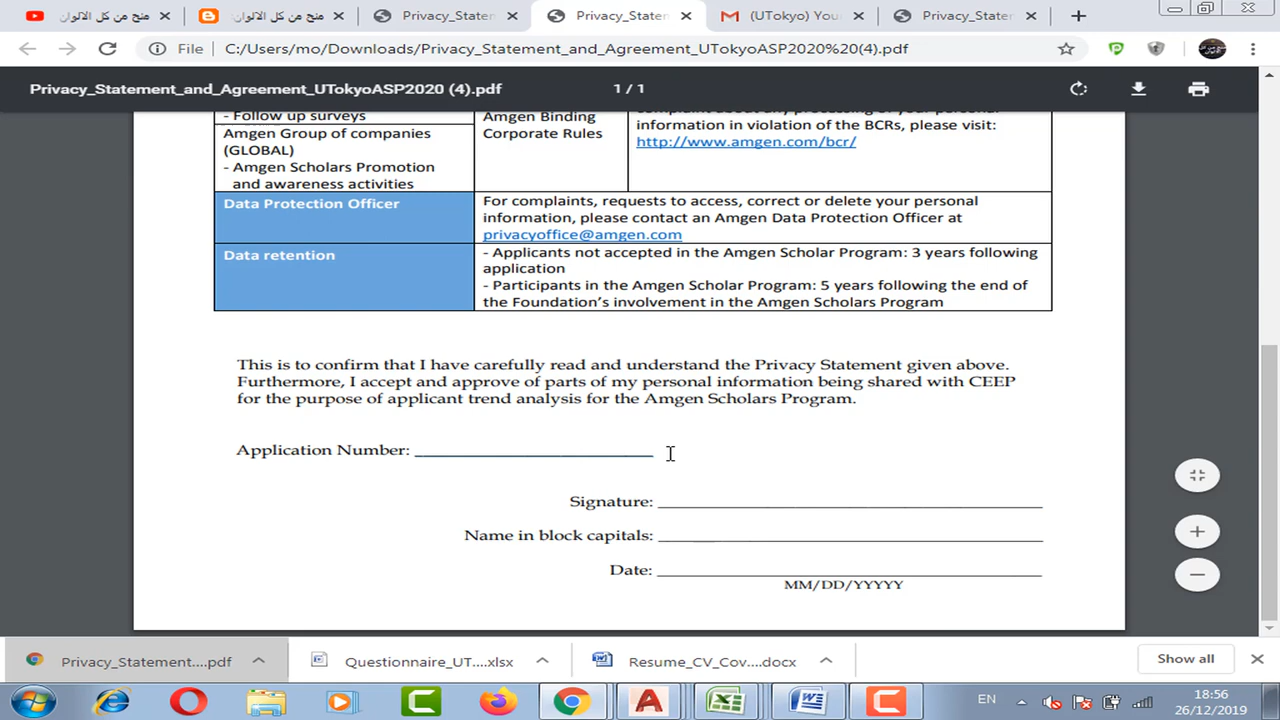 منح من كل الالوان
منح من كل الالوان
Privacy_Staten
Privacy_Staten
(UTokyo) You
Privacy_State
File
C:/Users/mo/Downloads/Privacy_Statement_and_Agreement_UTokyoASP2020%20(4).pdf
Privacy_Statement_and_Agreement_UTokyoASP2020 (4).pdf
1 / 1
- Follow up surveys
Amgen Group of companies
(GLOBAL)
- Amgen Scholars Promotion
and awareness activities
Amgen Binding
Corporate Rules
information in violation of the BCRs, please visit:
http://www.amgen.com/bcr/
Data Protection Officer
For complaints, requests to access, correct or delete your personal
information, please contact an Amgen Data Protection Officer at
privacyoffice@amgen.com
Data retention
- Applicants not accepted in the Amgen Scholar Program: 3 years following
application
- Participants in the Amgen Scholar Program: 5 years following the end of
the Foundation's involvement in the Amgen Scholars Program
This is to confirm that I have carefully read and understand the Privacy Statement given above.
Furthermore, I accept and approve of parts of my personal information being shared with CEEP
for the purpose of applicant trend analysis for the Amgen Scholars Program.
Application Number:
Signature:
Name in block capitals:
Date:
MM/DD/YYYYY
Privacy_Statement....pdf
Questionnaire_UT....xlsx
Resume_CV_Cov....docx
Show all
EN
18:56
26/12/2019